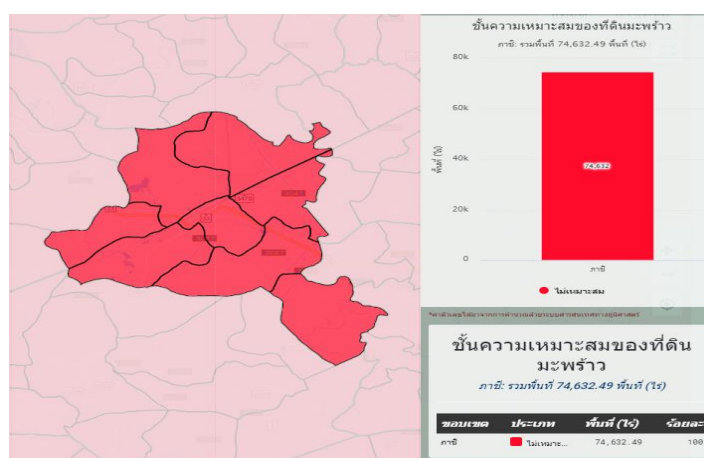 ชั้นความเหมาะสมของที่ดินมะพร้าว
ภาชี: รวมพื้นที่ 74,632.49 พื้นที่ (ไร่)
80k
60k
40k
20k
0
พื้นที่ (ไร่)
74,632
ภาชี
ไม่เหมาะสม
ชั้นความเหมาะสมของที่ดิน
มะพร้าว
ภาชี: รวมพื้นที่ 74,632.49 พื้นที่ (ไร่)
ขอบเขต ประเภท พื้นที่ (ไร่) ร้อยละ
ภาชี ไม่เหมาะ... 74,632.49 100